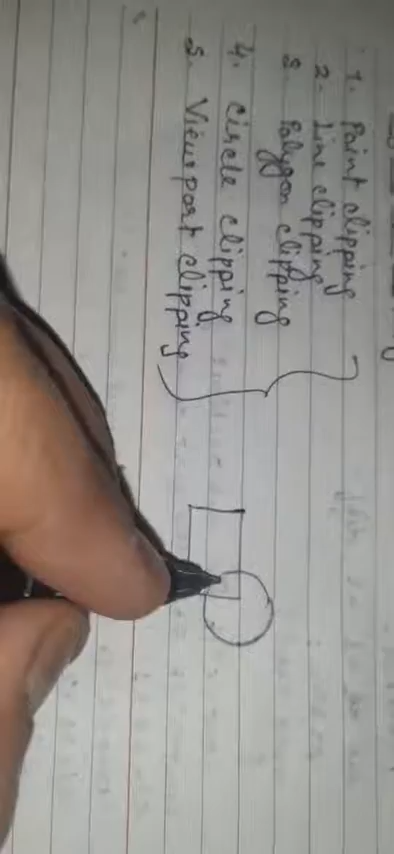 1. Point clipping
2. Line clipping
3. Polygon clipping
4. Circle clipping
5. Viewport clipping